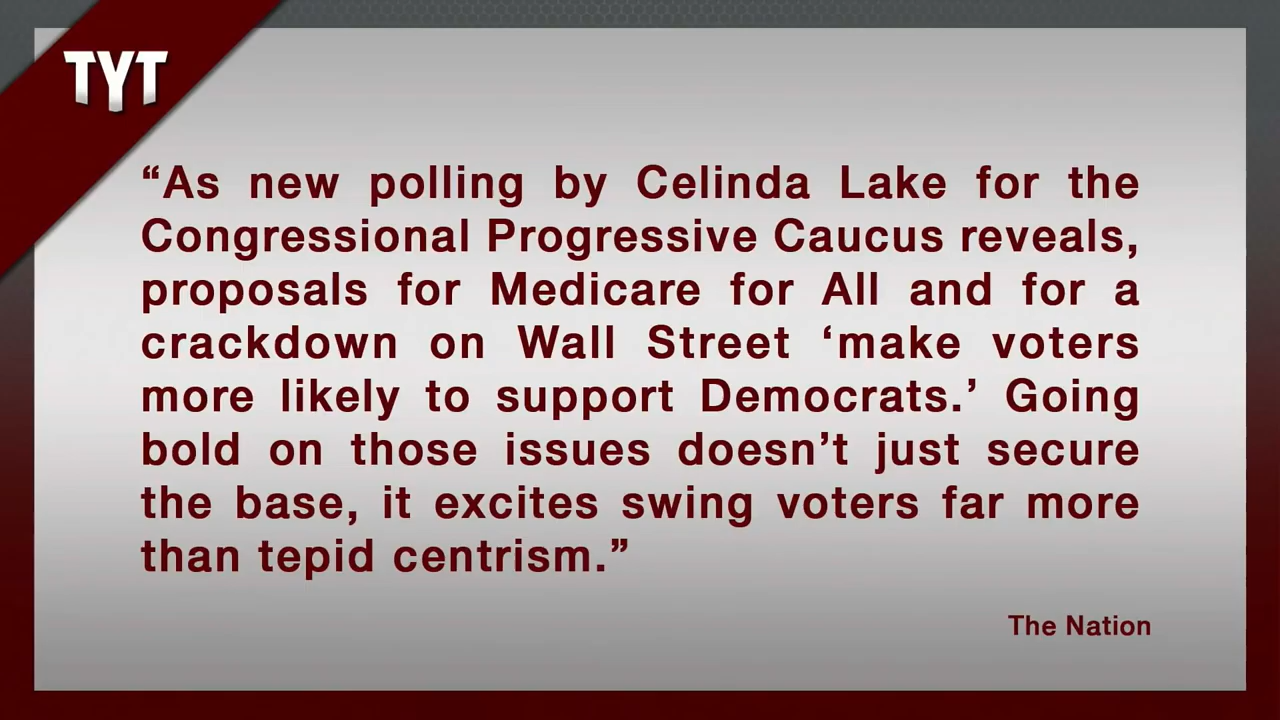 TYT
“As new polling by Celinda Lake for the
Congressional Progressive Caucus reveals,
proposals for Medicare for All and for a
crackdown on Wall Street ‘make voters
more likely to support Democrats.’ Going
bold on those issues doesn’t just secure
the base, it excites swing voters far more
than tepid centrism.”
The Nation